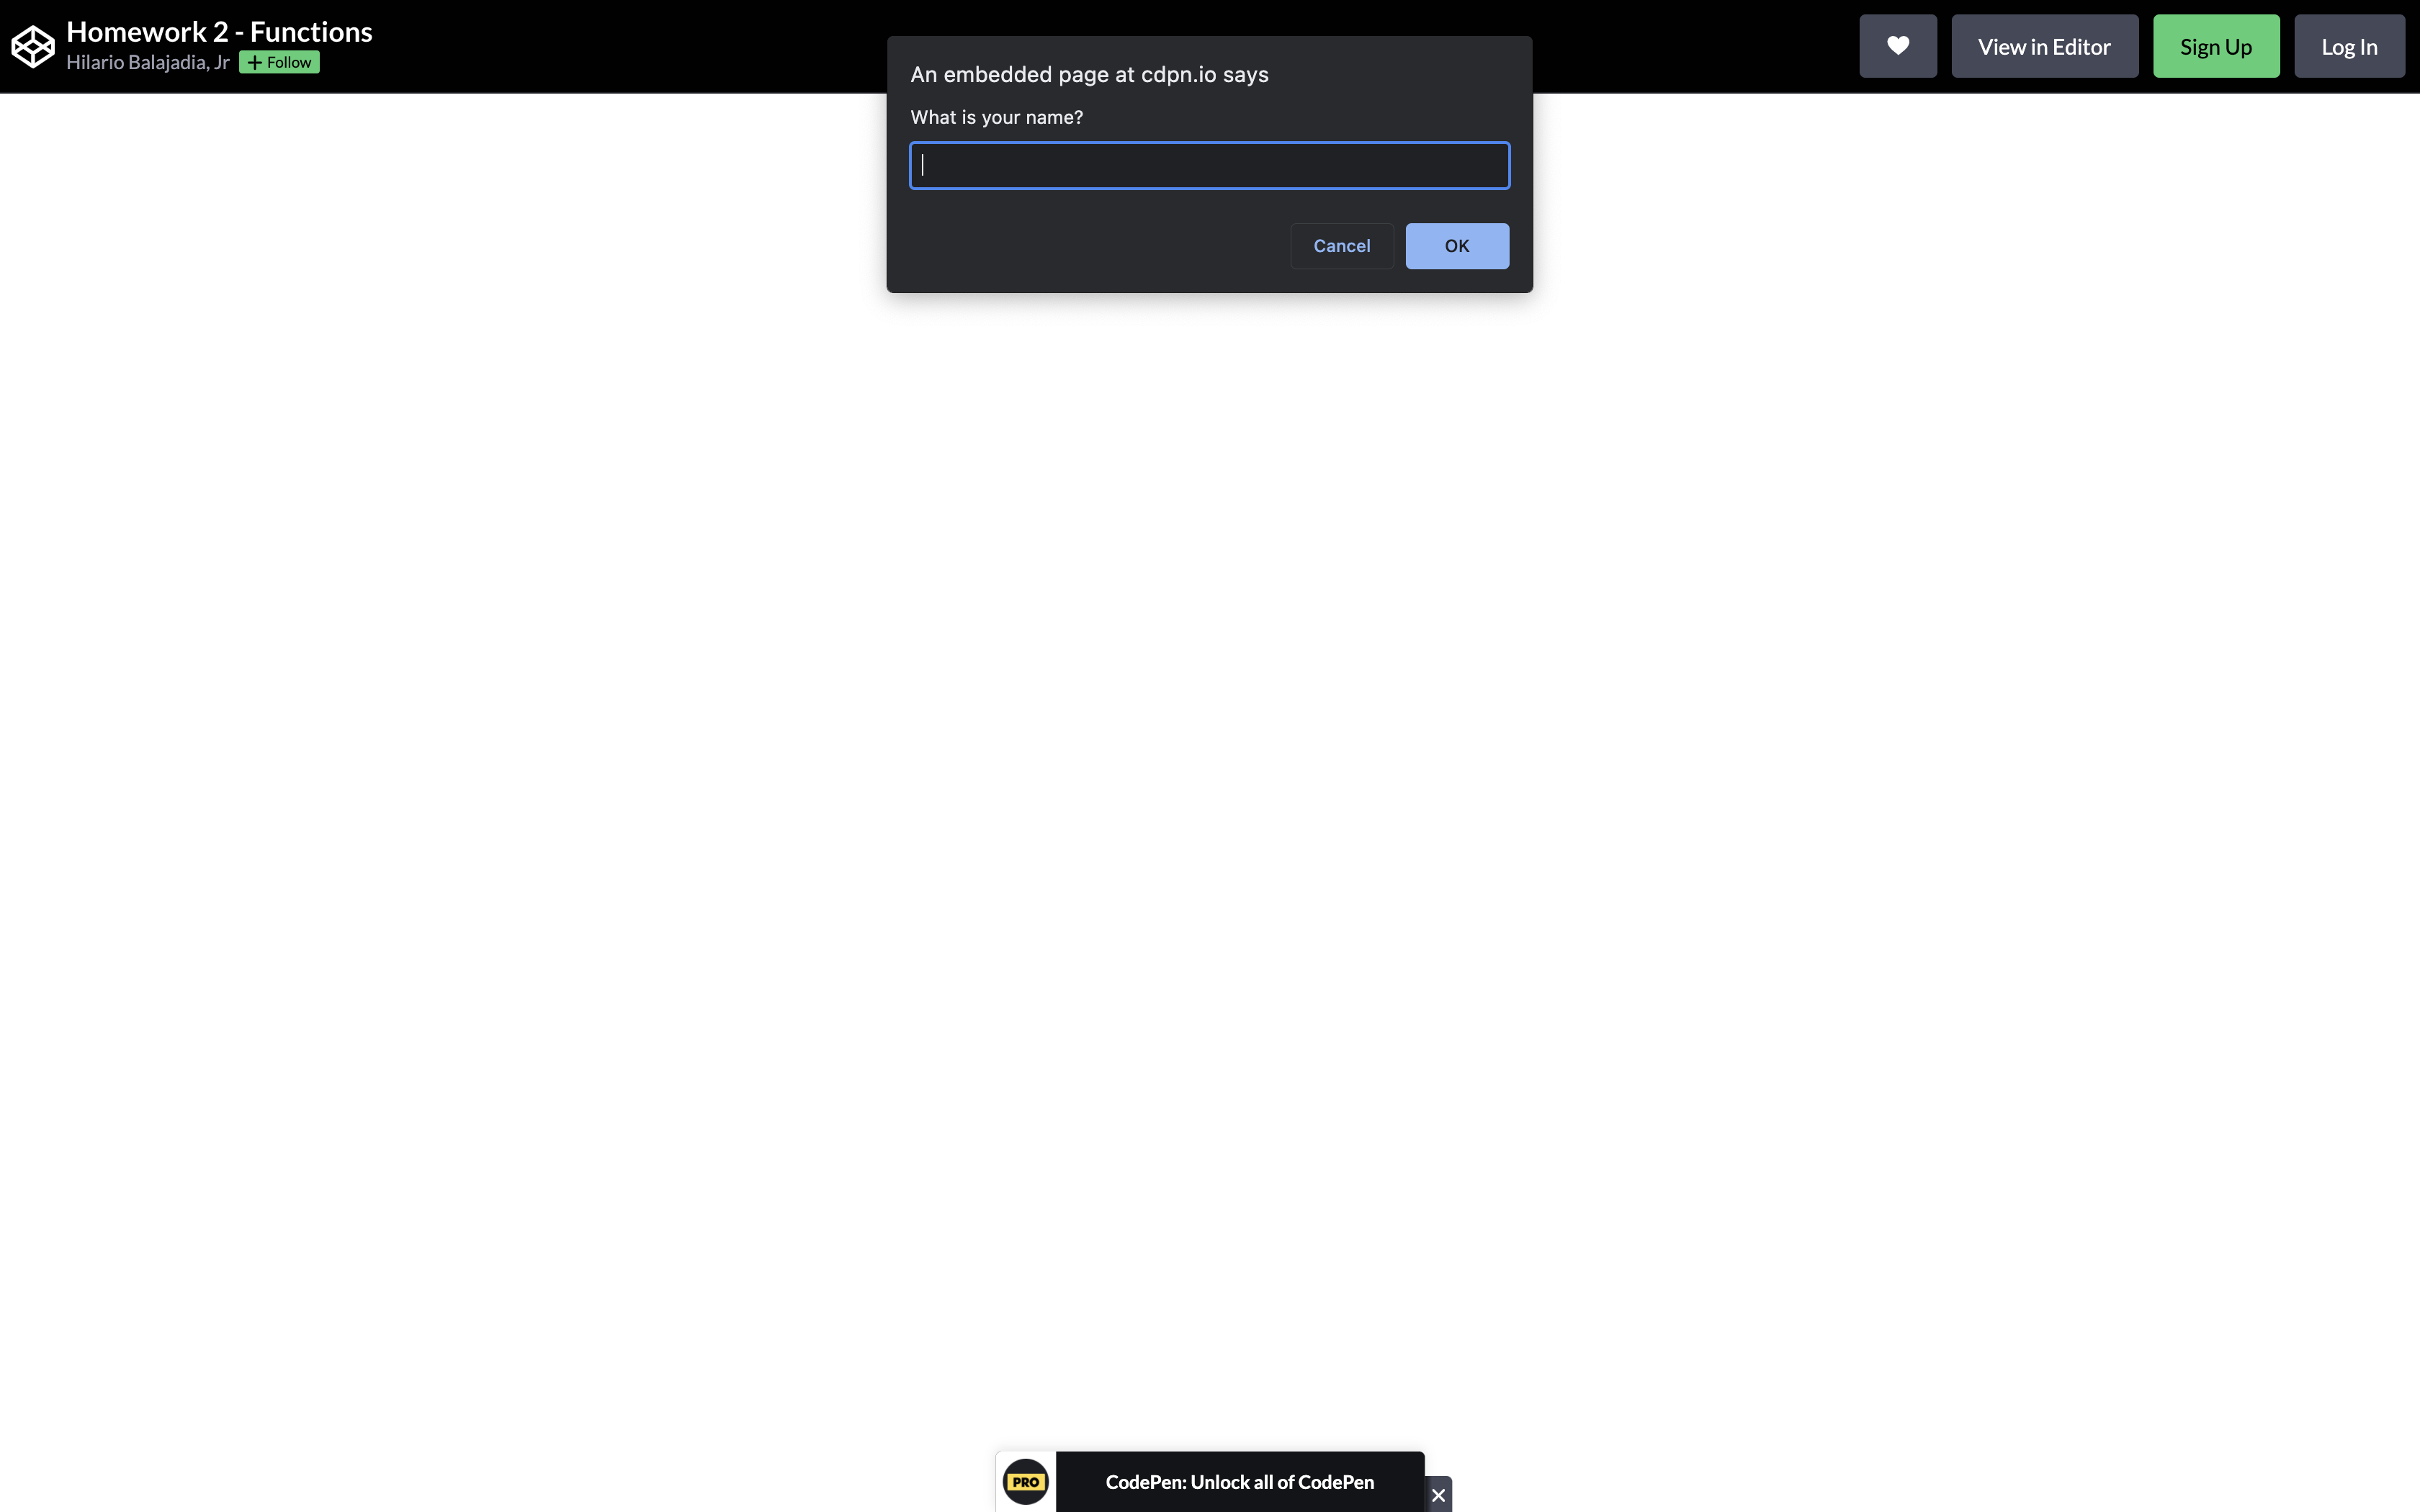 Homework 2 - Functions
Hilario Balajadia, Jr
+ Follow
View in Editor
Sign Up
Log In
An embedded page at cdpn.io says
What is your name?
Cancel
OK
PRO
CodePen: Unlock all of CodePen